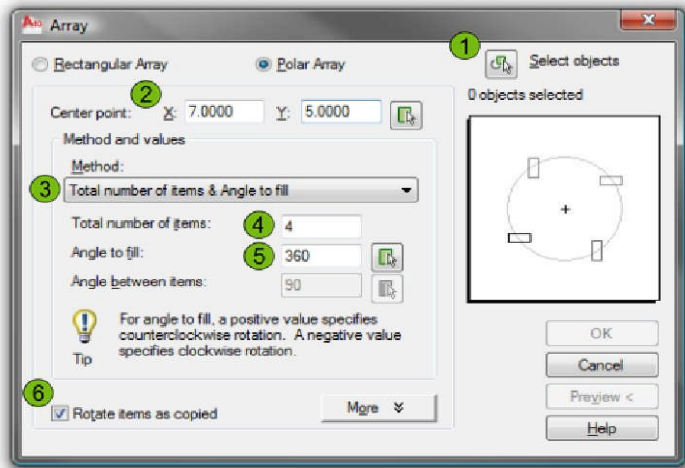 A10 Array
Rectangular Array
Polar Array
1
Select objects
0 objects selected
2
Center point: X: 7.0000 Y: 5.0000
Method and values
Method:
3
Total number of items & Angle to fill
Total number of items: 4 4
Angle to fill: 5 360
Angle between items: 90
Tip
For angle to fill, a positive value specifies
counterclockwise rotation. A negative value
specifies clockwise rotation.
6
Rotate items as copied
More
OK
Cancel
Preview <
Help